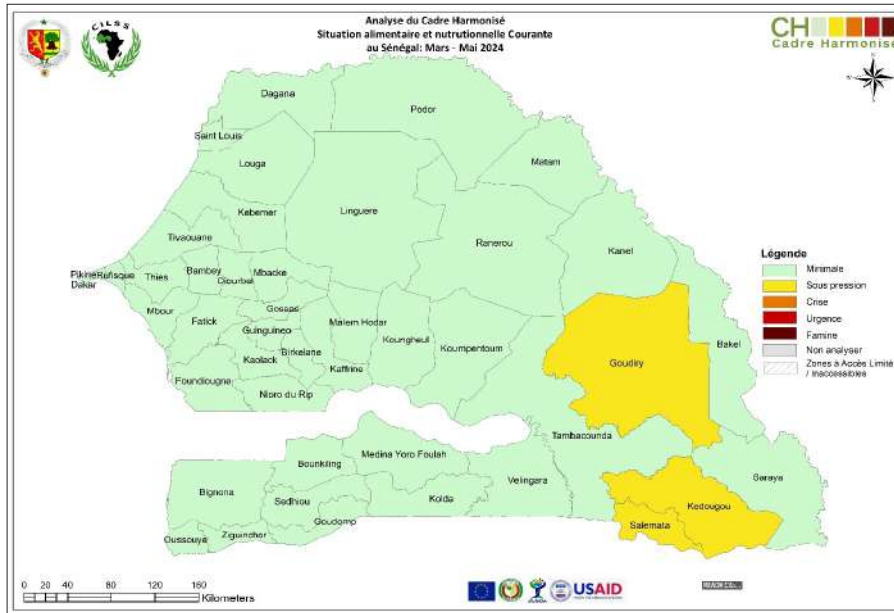 Analyse du Cadre Harmonisé
Situation alimentaire et nutrutionnelle Courante
au Sénégal: Mars - Mai 2024
CILSS
CH
Cadre Harmonisé
Dagana
Podor
Saint Louis
Matam
Louga
Kebemer
Linguere
Ranerou
Kanel
Tivaouane
Pikine
Rufisque
Dakar
Thies
Bambey
Diourbel
Mbacke
Mbour
Fatick
Gossas
Guinguineo
Malem Hodar
Koungheul
Koumpentoum
Goudiry
Bakel
Kaolack
Birkelane
Kaffrine
Foundiougne
Nioro du Rip
Tambacounda
Medina Yoro Foulah
Bounkiling
Velingara
Saraya
Bignona
Sedhiou
Kolda
Kedougou
Goudomp
Salemata
Oussouye
Ziguinchor
Légende
Minimale
Sous pression
Crise
Urgence
Famine
Non analyser
Zones à Accès Limité
/ Inaccessibles
0 20 40 80 120 160
Kilometers
USAID